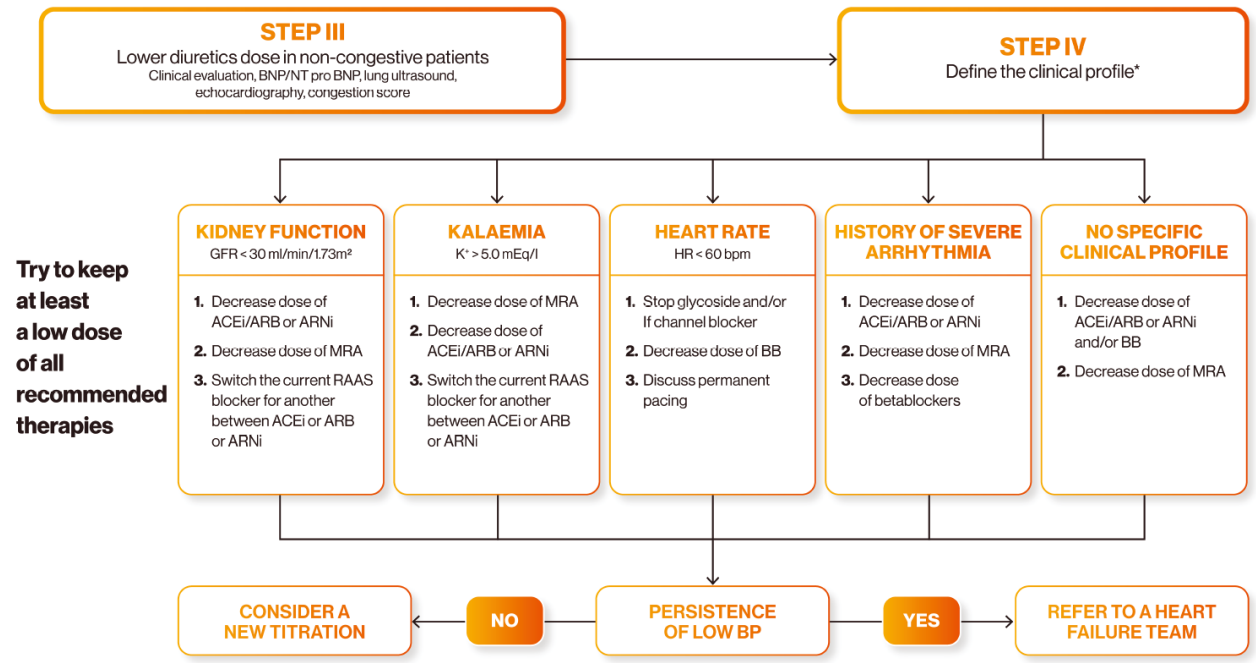 STEP III
Lower diuretics dose in non-congestive patients
Clinical evaluation, BNP/NT pro BNP, lung ultrasound,
echocardiography, congestion score
STEP IV
Define the clinical profile*
Try to keep
at least
a low dose
of all
recommended
therapies
KIDNEY FUNCTION
GFR < 30 ml/min/1.73m²
1. Decrease dose of
ACEi/ARB or ARNi
2. Decrease dose of MRA
3. Switch the current RAAS
blocker for another
between ACEi or ARB
or ARNi
KALAEMIA
K⁺ > 5.0 mEq/l
1. Decrease dose of MRA
2. Decrease dose of
ACEi/ARB or ARNi
3. Switch the current RAAS
blocker for another
between ACEi or ARB
or ARNi
HEART RATE
HR < 60 bpm
1. Stop glycoside and/or
If channel blocker
2. Decrease dose of BB
3. Discuss permanent
pacing
HISTORY OF SEVERE
ARRHYTHMIA
1. Decrease dose of
ACEi/ARB or ARNi
2. Decrease dose of MRA
3. Decrease dose
of betablockers
NO SPECIFIC
CLINICAL PROFILE
1. Decrease dose of
ACEi/ARB or ARNi
and/or BB
2. Decrease dose of MRA
CONSIDER A
NEW TITRATION
NO
PERSISTENCE
OF LOW BP
YES
REFER TO A HEART
FAILURE TEAM